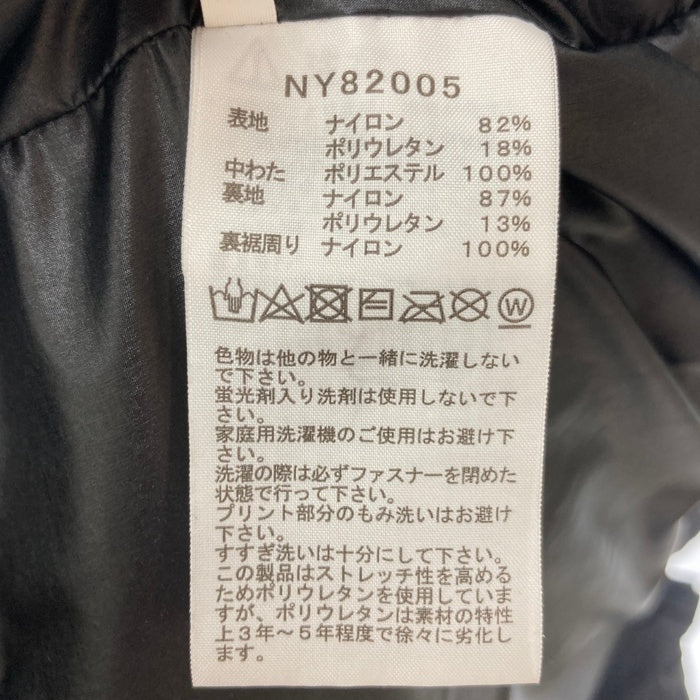 NY82005
表地 ナイロン 82%
ポリウレタン 18%
中わた ポリエステル 100%
裏地 ナイロン 87%
ポリウレタン 13%
裏裾周り ナイロン 100%
W
色物は他の物と一緒に洗濯しない
で下さい。
蛍光剤入り洗剤は使用しないで下
さい。
家庭用洗濯機のご使用はお避け下
さい。
洗濯の際は必ずファスナーを閉めた
状態で行って下さい。
プリント部分のもみ洗いはお避け
下さい。
すすぎ洗いは十分にして下さい。
この製品はストレッチ性を高める
ためポリウレタンを使用していま
すが、ポリウレタンは素材の特性
上3年〜5年程度で徐々に劣化し
ます。